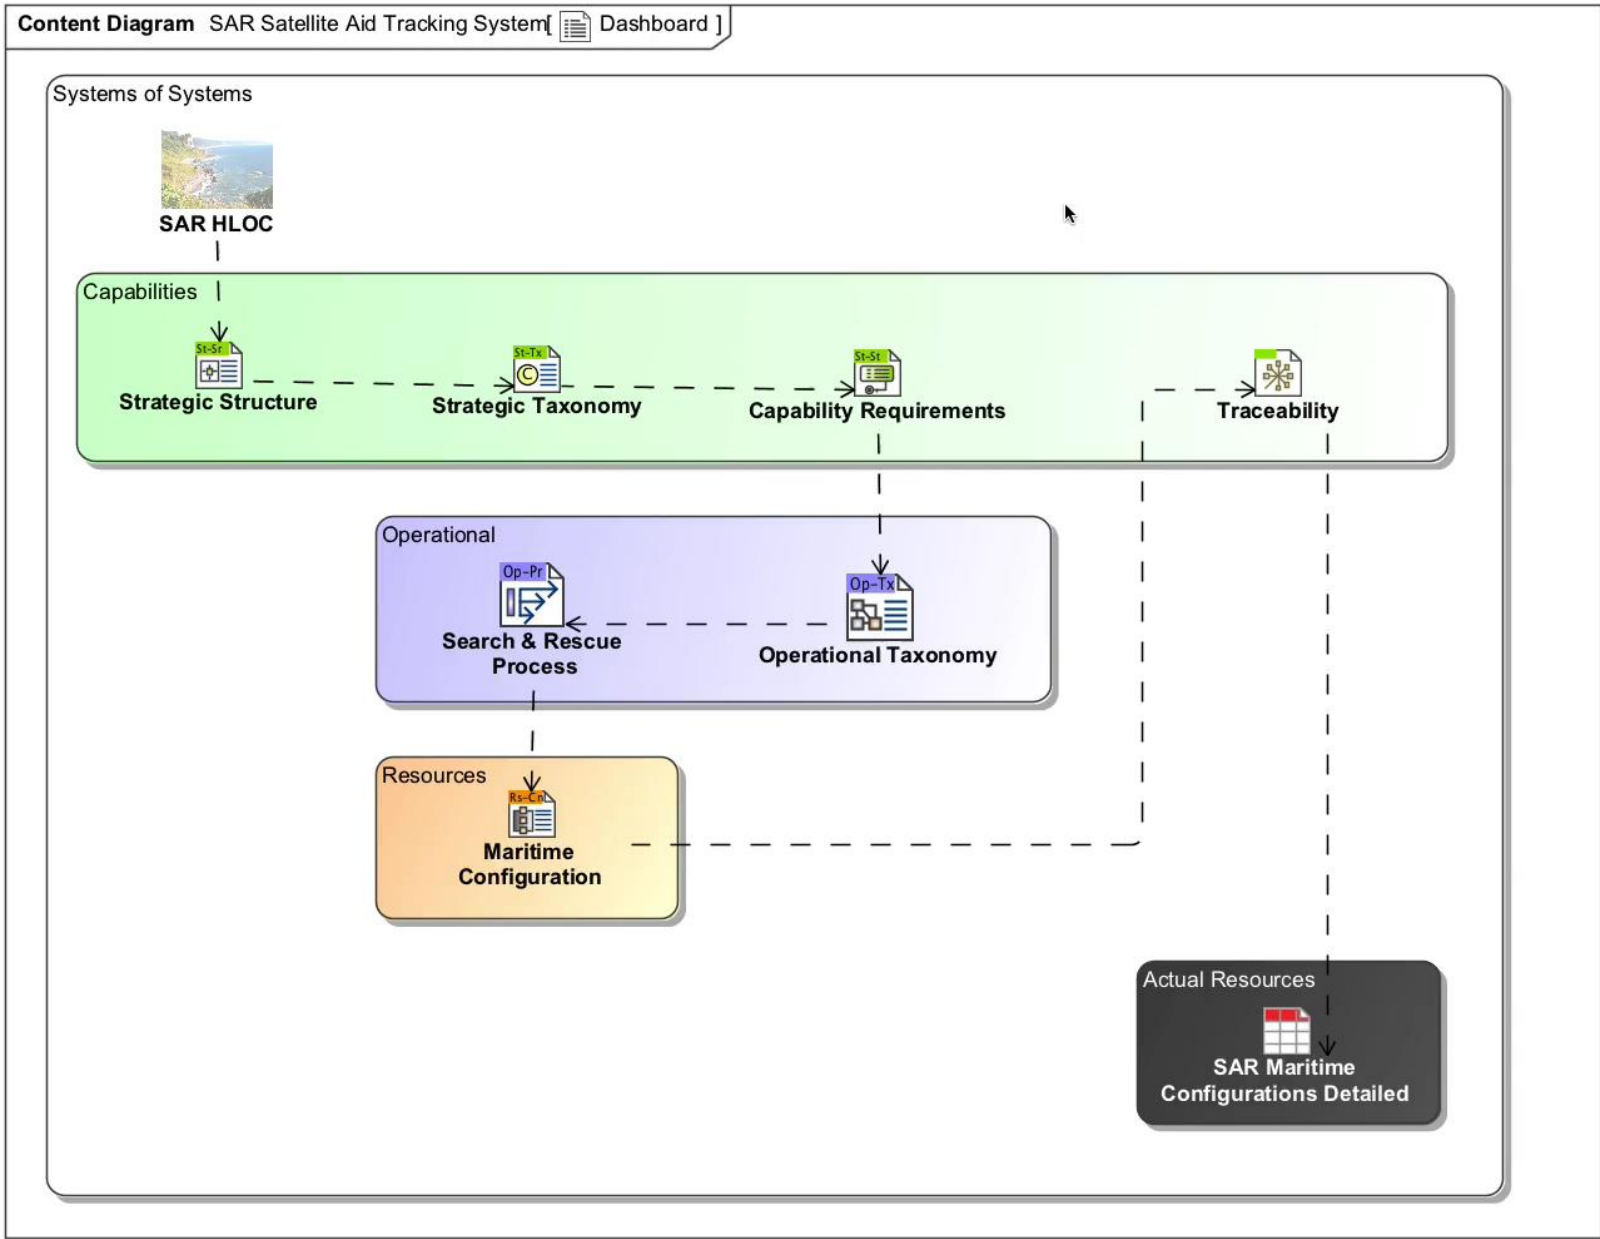 Content Diagram SAR Satellite Aid Tracking System[ Dashboard ]
Systems of Systems
SAR HLOC
Capabilities
St-Sr
Strategic Structure
St-Tx
Strategic Taxonomy
St-St
Capability Requirements
Traceability
Operational
Op-Pr
Search & Rescue
Process
Op-Tx
Operational Taxonomy
Resources
Rs-Cn
Maritime
Configuration
Actual Resources
SAR Maritime
Configurations Detailed